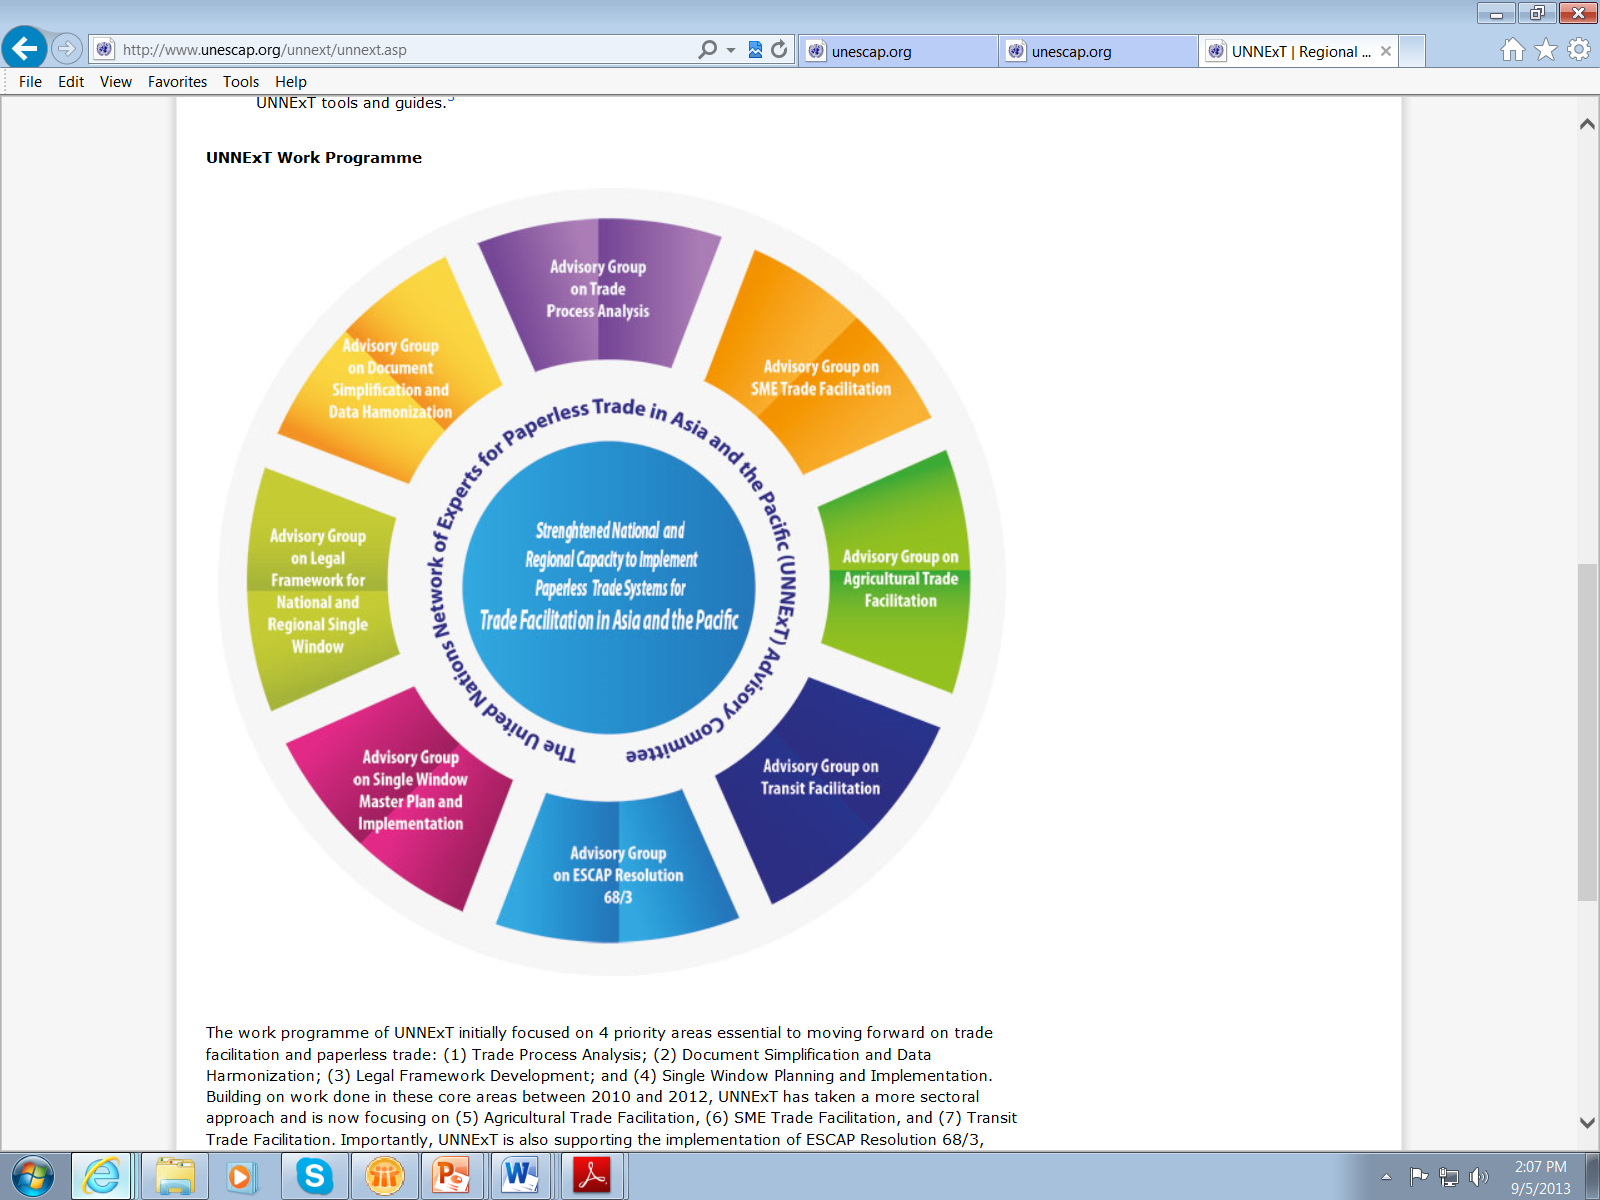 http://www.unescap.org/unnext/unnext.asp
unescap.org
unescap.org
UNNExT | Regional ...
File Edit View Favorites Tools Help
UNNExT tools and guides.
UNNExT Work Programme
Advisory Group
on Trade
Process Analysis
Advisory Group on
SME Trade Facilitation
Advisory Group on
Agricultural Trade
Facilitation
Advisory Group on
Transit Facilitation
Advisory Group
on ESCAP Resolution
68/3
Advisory Group
on Single Window
Master Plan and
Implementation
Advisory Group
on Legal
Framework for
National and
Regional Single
Window
Advisory Group
on Document
Simplification and
Data Hamonization
The United Nations Network of Experts for Paperless Trade in Asia and the Pacific (UNNExT) Advisory Committee
Strenghtened National and
Regional Capacity to Implement
Paperless Trade Systems for
Trade Facilitation in Asia and the Pacific
The work programme of UNNExT initially focused on 4 priority areas essential to moving forward on trade
facilitation and paperless trade: (1) Trade Process Analysis; (2) Document Simplification and Data
Harmonization; (3) Legal Framework Development; and (4) Single Window Planning and Implementation.
Building on work done in these core areas between 2010 and 2012, UNNExT has taken a more sectoral
approach and is now focusing on (5) Agricultural Trade Facilitation, (6) SME Trade Facilitation, and (7) Transit
Trade Facilitation. Importantly, UNNExT is also supporting the implementation of ESCAP Resolution 68/3,
2:07 PM
9/5/2013